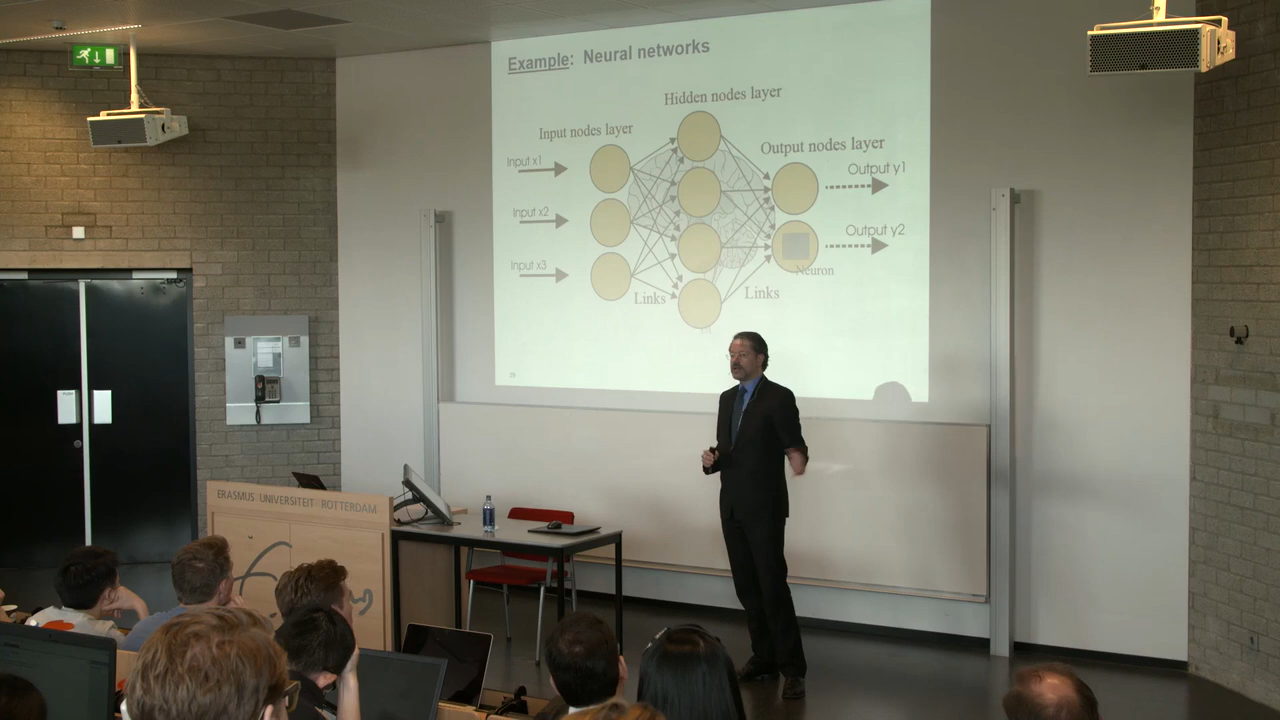 Example: Neural networks
Hidden nodes layer
Input nodes layer
Output nodes layer
Input x1
Output y1
Input x2
Output y2
Input x3
Neuron
Links
Links
ERASMUS UNIVERSITEIT ROTTERDAM